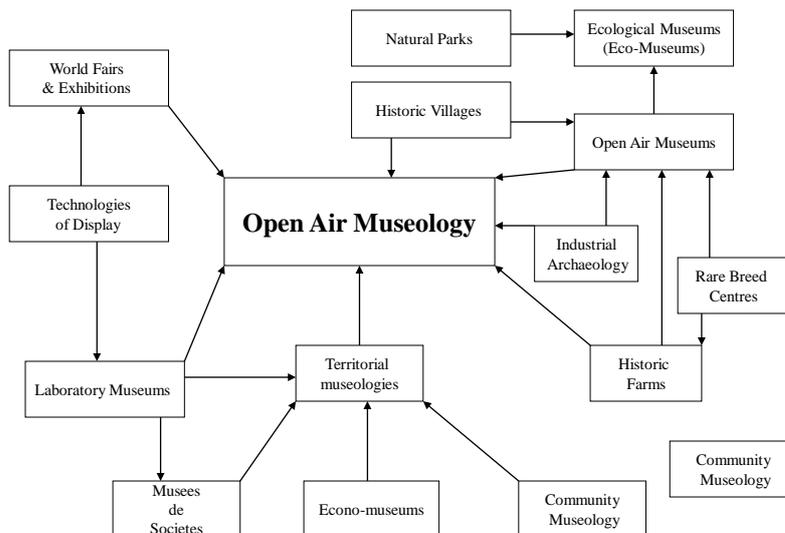 Natural Parks
Ecological Museums
(Eco-Museums)
World Fairs
& Exhibitions
Historic Villages
Open Air Museums
Technologies
of Display
Open Air Museology
Industrial
Archaeology
Rare Breed
Centres
Laboratory Museums
Territorial
museologies
Historic
Farms
Community
Museology
Musees
de
Societes
Econo-museums
Community
Museology